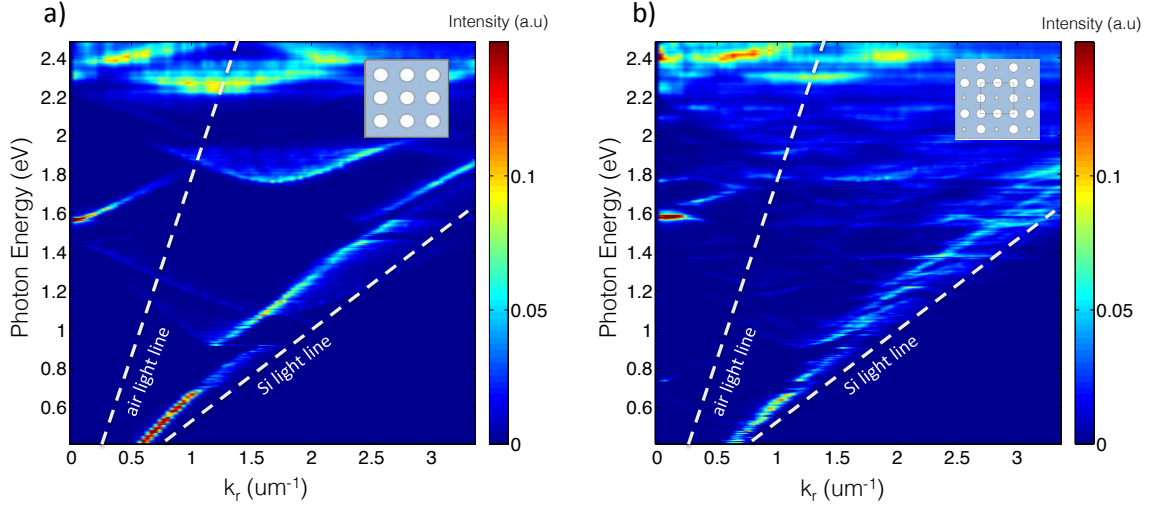 a)
Intensity (a.u)
2.4
2.2
2
1.8
1.6
1.4
1.2
1
0.8
0.6
Photon Energy (eV)
air light line
Si light line
0.1
0.05
0
0 0.5 1 1.5 2 2.5 3
k_r (um⁻¹)
b)
Intensity (a.u)
2.4
2.2
2
1.8
1.6
1.4
1.2
1
0.8
0.6
Photon Energy (eV)
air light line
Si light line
0.1
0.05
0
0 0.5 1 1.5 2 2.5 3
k_r (um⁻¹)